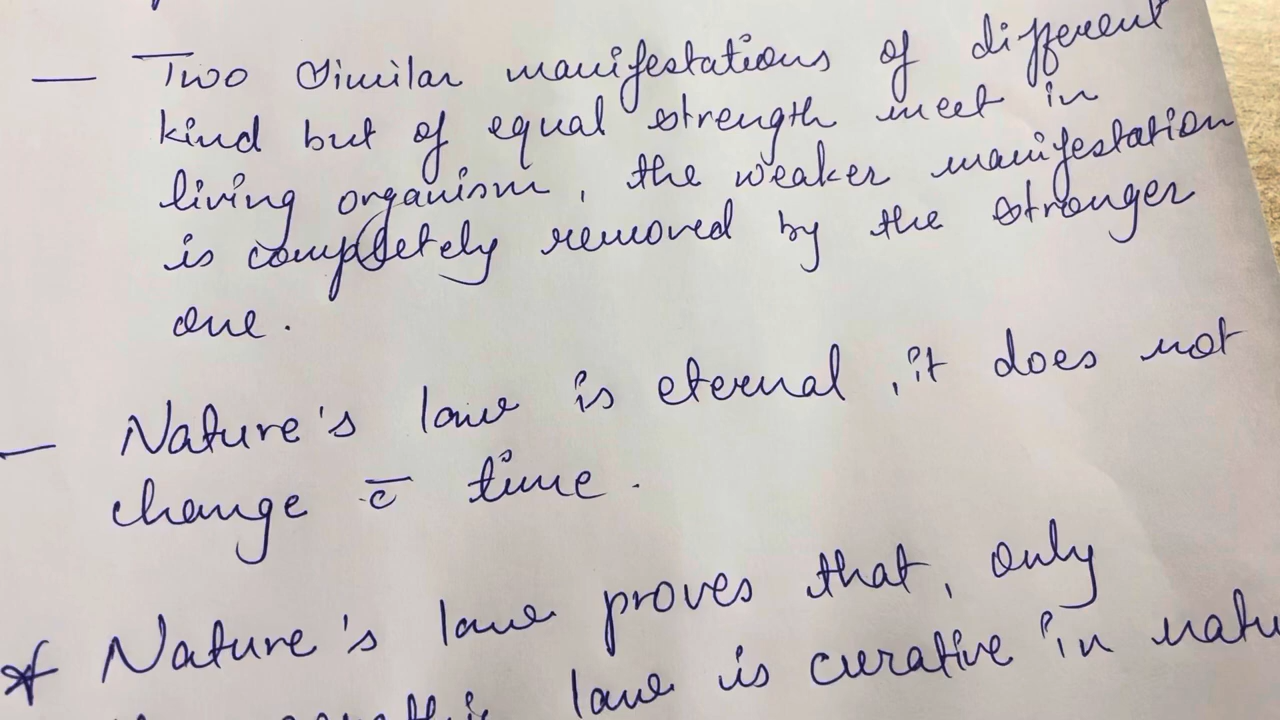 — Two Similar manifestations of different
kind but of equal strength meet in
living organism, the weaker manifestation
is completely removed by the stronger
one.
— Nature's law is eternal, it does not
change c̄ time.
* Nature's law proves that, only
law is curative in natu